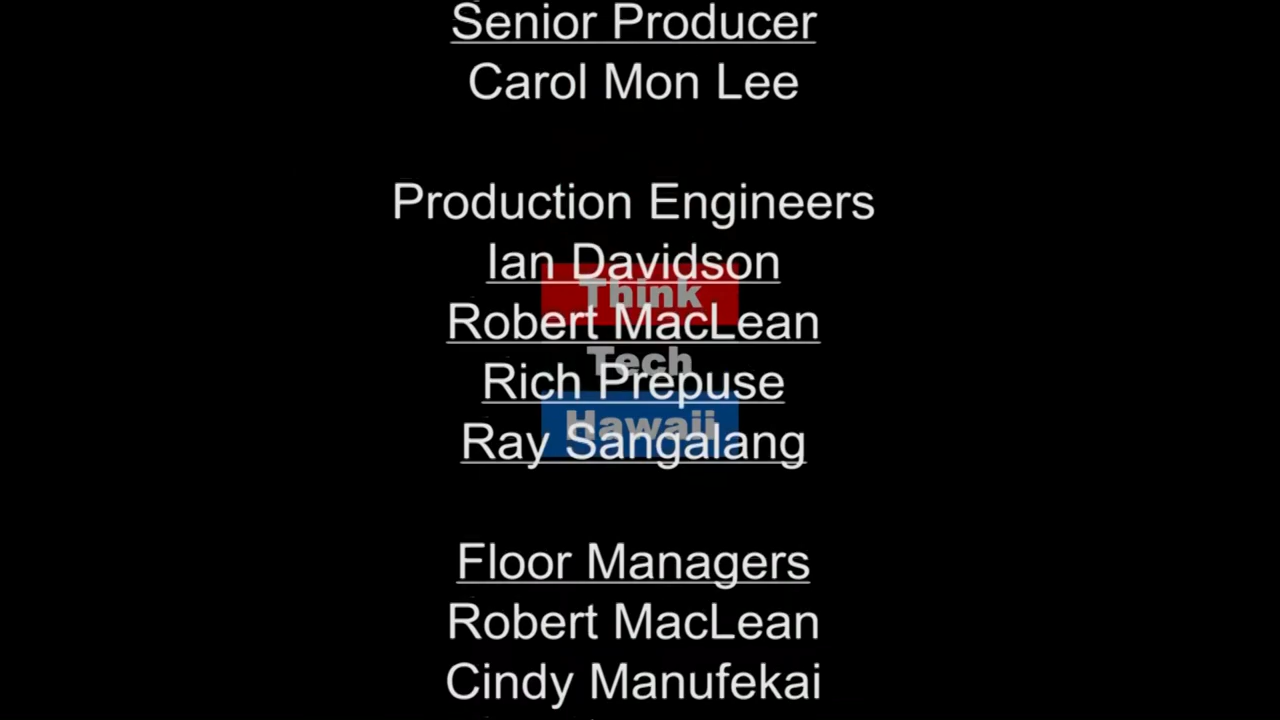 Senior Producer
Carol Mon Lee
Production Engineers
Ian Davidson
Think
Robert MacLean
Tech
Rich Prepuse
Hawaii
Ray Sangalang
Floor Managers
Robert MacLean
Cindy Manufekai